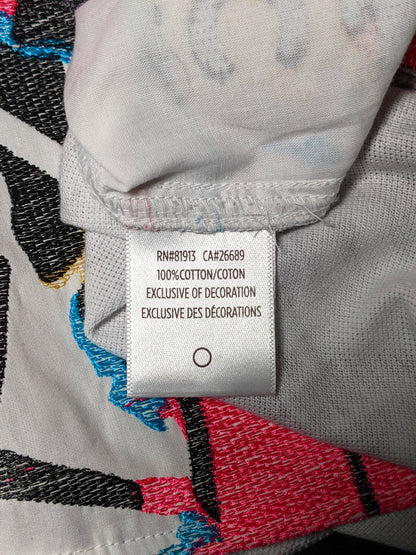 RN#81913 CA#26689
100%COTTON/COTON
EXCLUSIVE OF DECORATION
EXCLUSIVE DES DÉCORATIONS